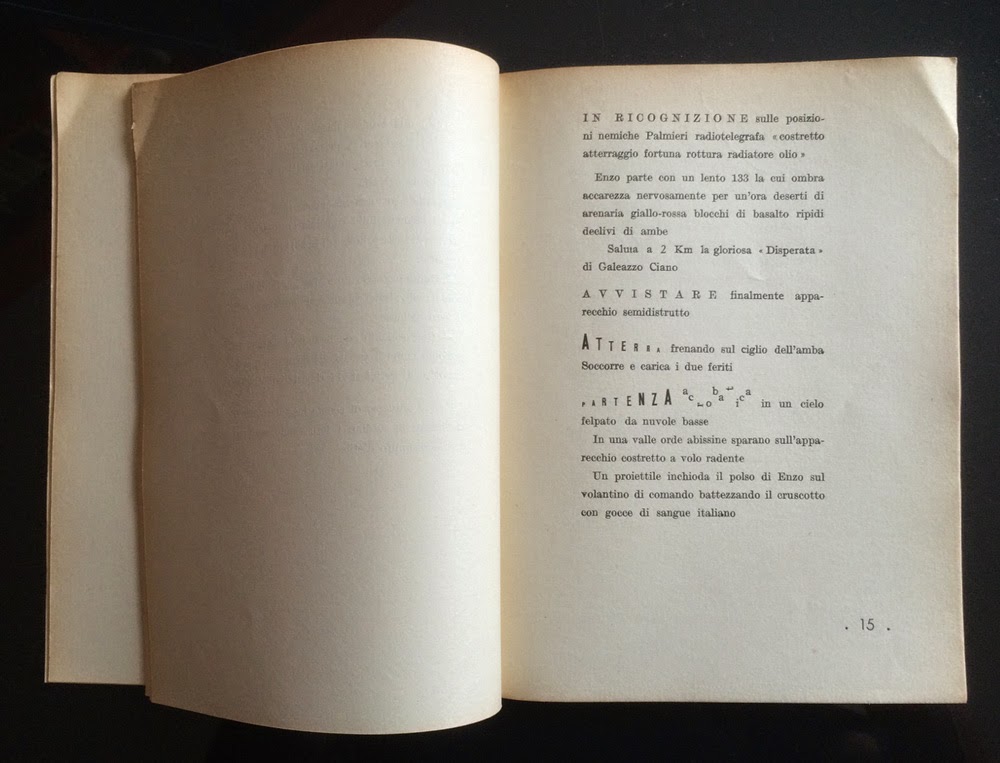 IN RICOGNIZIONE sulle posizio-
ni nemiche Palmieri radiotelegrafa «costretto
atterraggio fortuna rottura radiatore olio»
Enzo parte con un lento 133 la cui ombra
accarezza nervosamente per un'ora deserti di
arenaria giallo-rossa blocchi di basalto ripidi
declivi di ambe
Saluta a 2 Km la gloriosa «Disperata»
di Galeazzo Ciano
AVVISTARE finalmente appa-
recchio semidistrutto
ATTERRA frenando sul ciglio dell'amba
Soccorre e carica i due feriti
PARTENZA acrobatica in un cielo
felpato da nuvole basse
In una valle orde abissine sparano sull'appa-
recchio costretto a volo radente
Un proiettile inchioda il polso di Enzo sul
volantino di comando battezzando il cruscotto
con gocce di sangue italiano
. 15 .